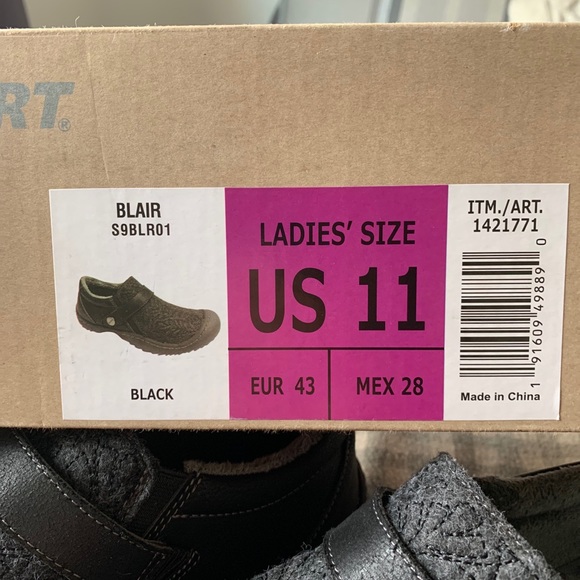 RT®
BLAIR
S9BLR01
BLACK
LADIES' SIZE
US 11
EUR 43
MEX 28
ITM./ART.
1421771
1 91609 49889 0
Made in China